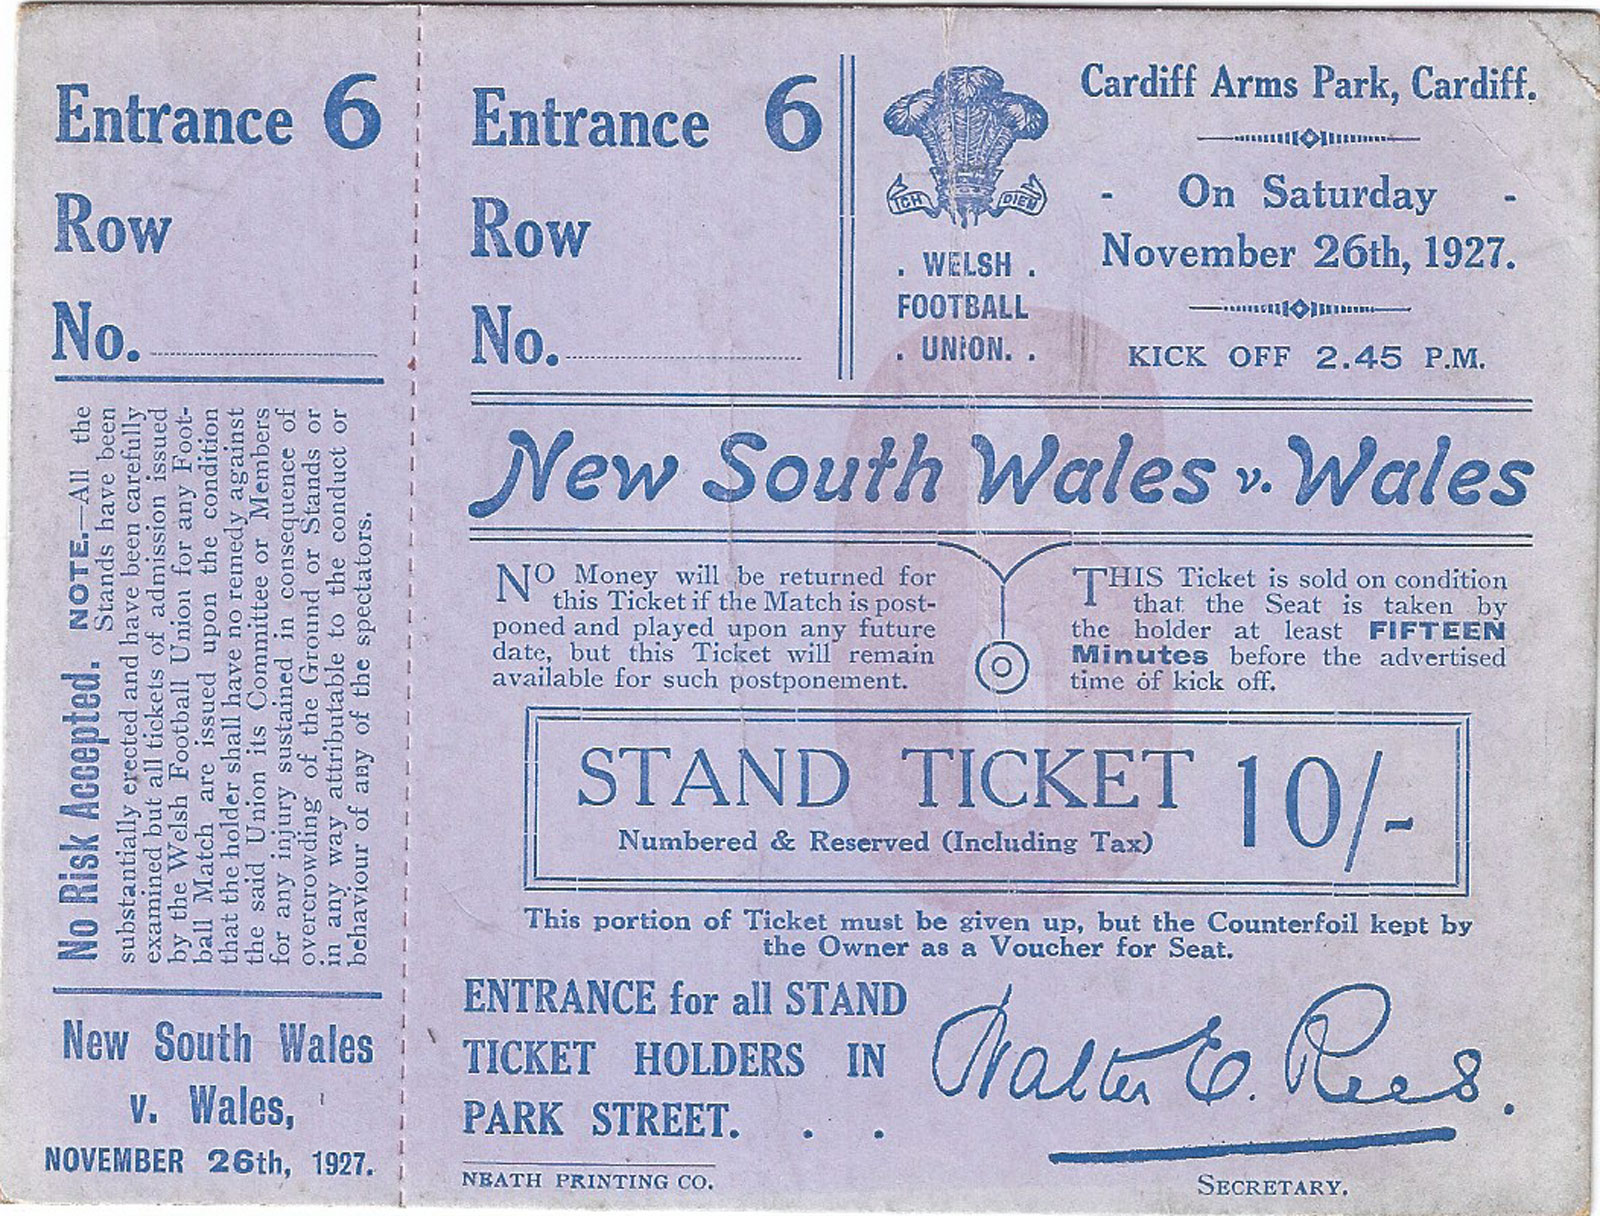 Entrance 6
Row
No.
No Risk Accepted. NOTE.—All the
Stands have been
substantially erected and have been carefully
examined but all tickets of admission issued
by the Welsh Football Union for any Foot-
ball Match are issued upon the condition
that the holder shall have no remedy against
the said Union its Committee or Members
for any injury sustained in consequence of
overcrowding of the Ground or Stands or
in any way attributable to the conduct or
behaviour of any of the spectators.
New South Wales
v. Wales,
NOVEMBER 26th, 1927.
Entrance 6
Row
No.
ICH DIEN
. WELSH .
FOOTBALL
. UNION. .
Cardiff Arms Park, Cardiff.
- On Saturday -
November 26th, 1927.
KICK OFF 2.45 P.M.
New South Wales v. Wales
NO Money will be returned for
this Ticket if the Match is post-
poned and played upon any future
date, but this Ticket will remain
available for such postponement.
THIS Ticket is sold on condition
that the Seat is taken by
the holder at least FIFTEEN
Minutes before the advertised
time of kick off.
6
STAND TICKET 10/-
Numbered & Reserved (Including Tax)
This portion of Ticket must be given up, but the Counterfoil kept by
the Owner as a Voucher for Seat.
ENTRANCE for all STAND
TICKET HOLDERS IN
PARK STREET. . .
Walter E. Rees.
NEATH PRINTING CO.
SECRETARY.